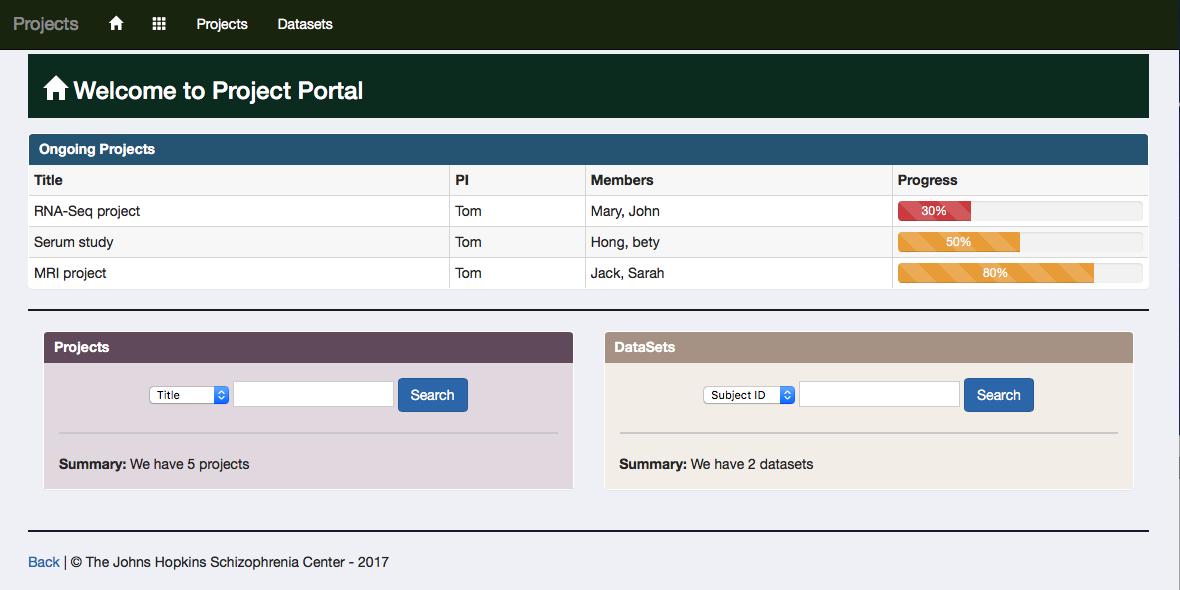 Projects Projects Datasets
Welcome to Project Portal
Ongoing Projects
Title PI Members Progress
RNA-Seq project Tom Mary, John 30%
Serum study Tom Hong, bety 50%
MRI project Tom Jack, Sarah 80%
Projects
Title Search
Summary: We have 5 projects
DataSets
Subject ID Search
Summary: We have 2 datasets
Back | © The Johns Hopkins Schizophrenia Center - 2017